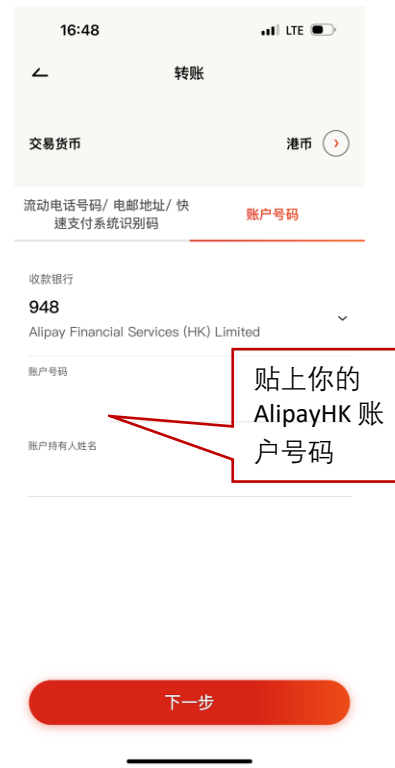 16:48
LTE
转账
交易货币
港币
流动电话号码/ 电邮地址/ 快
速支付系统识别码
账户号码
收款银行
948
Alipay Financial Services (HK) Limited
账户号码
贴上你的
AlipayHK 账
户号码
账户持有人姓名
下一步